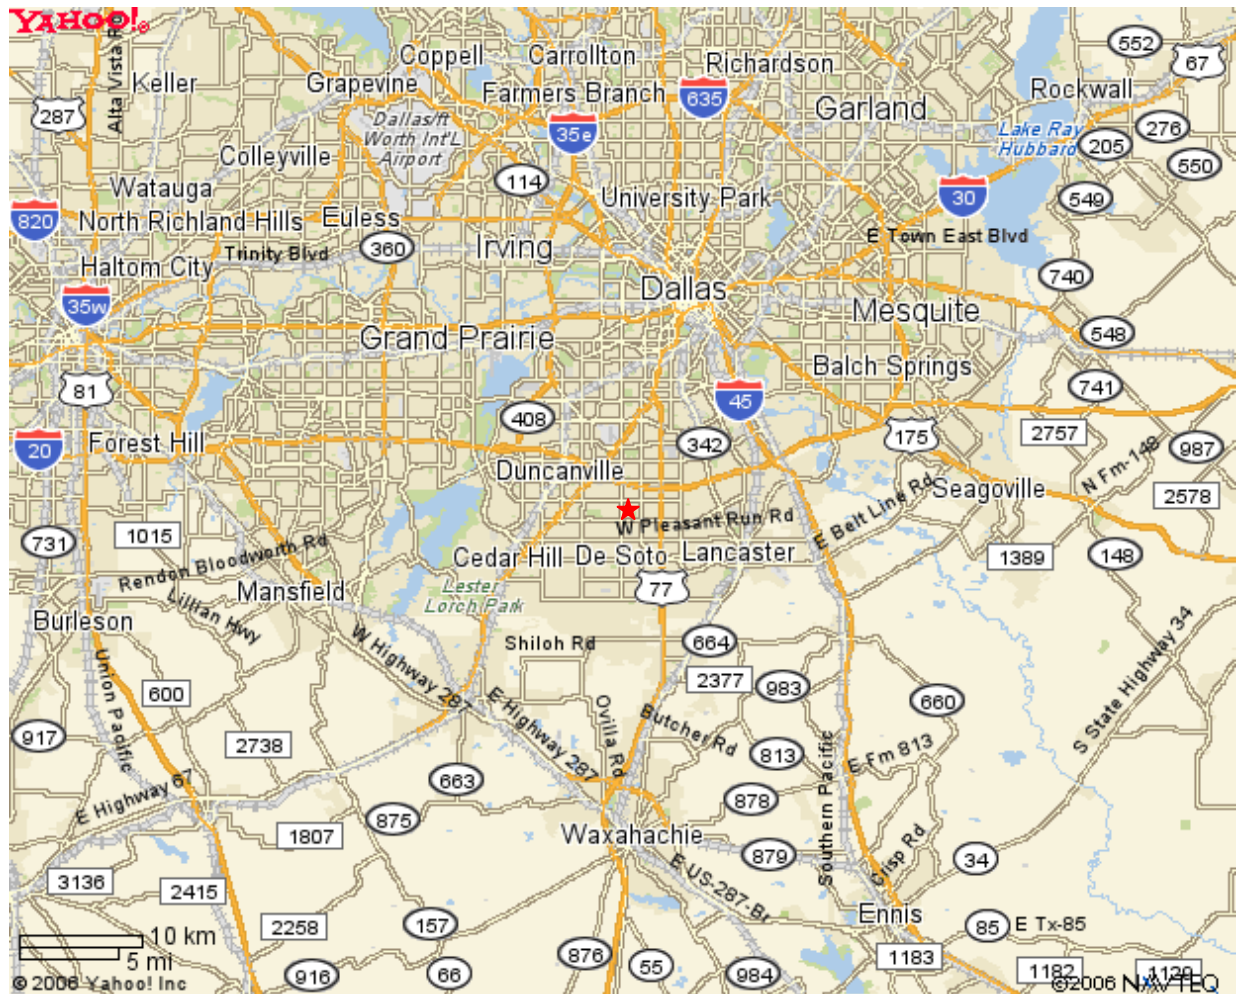 YAHOO!®
Coppell
Carrollton
Richardson
552
67
Keller
Grapevine
Farmers Branch
635
Rockwall
287
Alta Vista Rd
Dallas/ft
Worth Int'L
Airport
35e
Garland
Lake Ray
Hubbard
276
205
550
Colleyville
114
Watauga
University Park
30
549
820
North Richland Hills
Euless
360
Irving
E Town East Blvd
Trinity Blvd
Haltom City
740
Dallas
35w
Mesquite
548
Grand Prairie
Balch Springs
741
81
45
408
2757
987
20
Forest Hill
342
175
N Fm-148
Duncanville
Seagoville
2578
W Pleasant Run Rd
E Belt Line Rd
731
1015
Rendon Bloodworth Rd
Cedar Hill
De Soto
Lancaster
1389
148
Mansfield
Lester
Lorch Park
77
Lillian Hwy
Burleson
W Highway 287
Shiloh Rd
664
S State Highway 34
Union Pacific
600
2377
983
660
E Highway 287
Ovilla Rd
Butcher Rd
917
2738
813
E Fm 813
Southern Pacific
663
E Highway 67
878
875
1807
Waxahachie
879
Crisp Rd
34
3136
2415
E US-287-Br
Ennis
157
2258
85
E Tx-85
10 km
5 mi
876
1183
916
66
55
984
1182
1129
© 2006 Yahoo! Inc
©2006 NAVTEQ